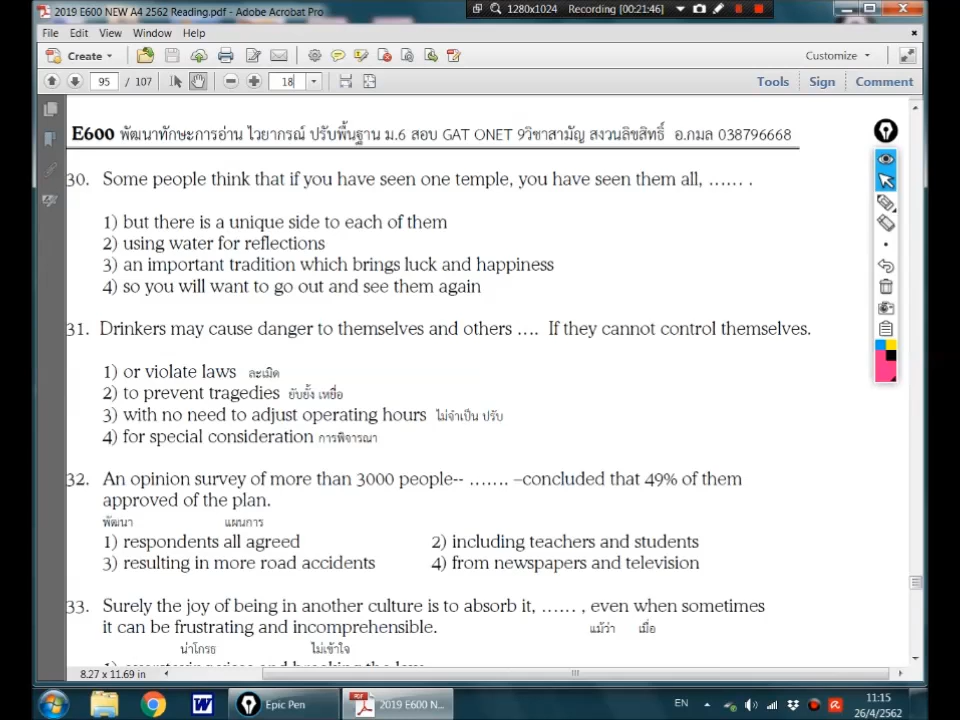 2019 E600 NEW A4 2562 Reading.pdf - Adobe Acrobat Pro
1280x1024 Recording [00:21:46]
File Edit View Window Help
Create Customize
95 / 107 18 Tools Sign Comment
E600 พัฒนาทักษะการอ่าน ไวยากรณ์ ปรับพื้นฐาน ม.6 สอบ GAT ONET 9วิชาสามัญ สงวนลิขสิทธิ์ อ.กมล 038796668
30. Some people think that if you have seen one temple, you have seen them all, …… .
1) but there is a unique side to each of them
2) using water for reflections
3) an important tradition which brings luck and happiness
4) so you will want to go out and see them again
31. Drinkers may cause danger to themselves and others …. If they cannot control themselves.
1) or violate laws ละเมิด
2) to prevent tragedies ยับยั้ง เหยื่อ
3) with no need to adjust operating hours ไม่จำเป็น ปรับ
4) for special consideration การพิจารณา
32. An opinion survey of more than 3000 people-- ……. –concluded that 49% of them
approved of the plan.
พัฒนา แผนการ
1) respondents all agreed 2) including teachers and students
3) resulting in more road accidents 4) from newspapers and television
33. Surely the joy of being in another culture is to absorb it, …… , even when sometimes
it can be frustrating and incomprehensible. แม้ว่า เมื่อ
น่าโกรธ ไม่เข้าใจ
8.27 x 11.69 in
Epic Pen 2019 E600 N... EN 11:15
26/4/2562